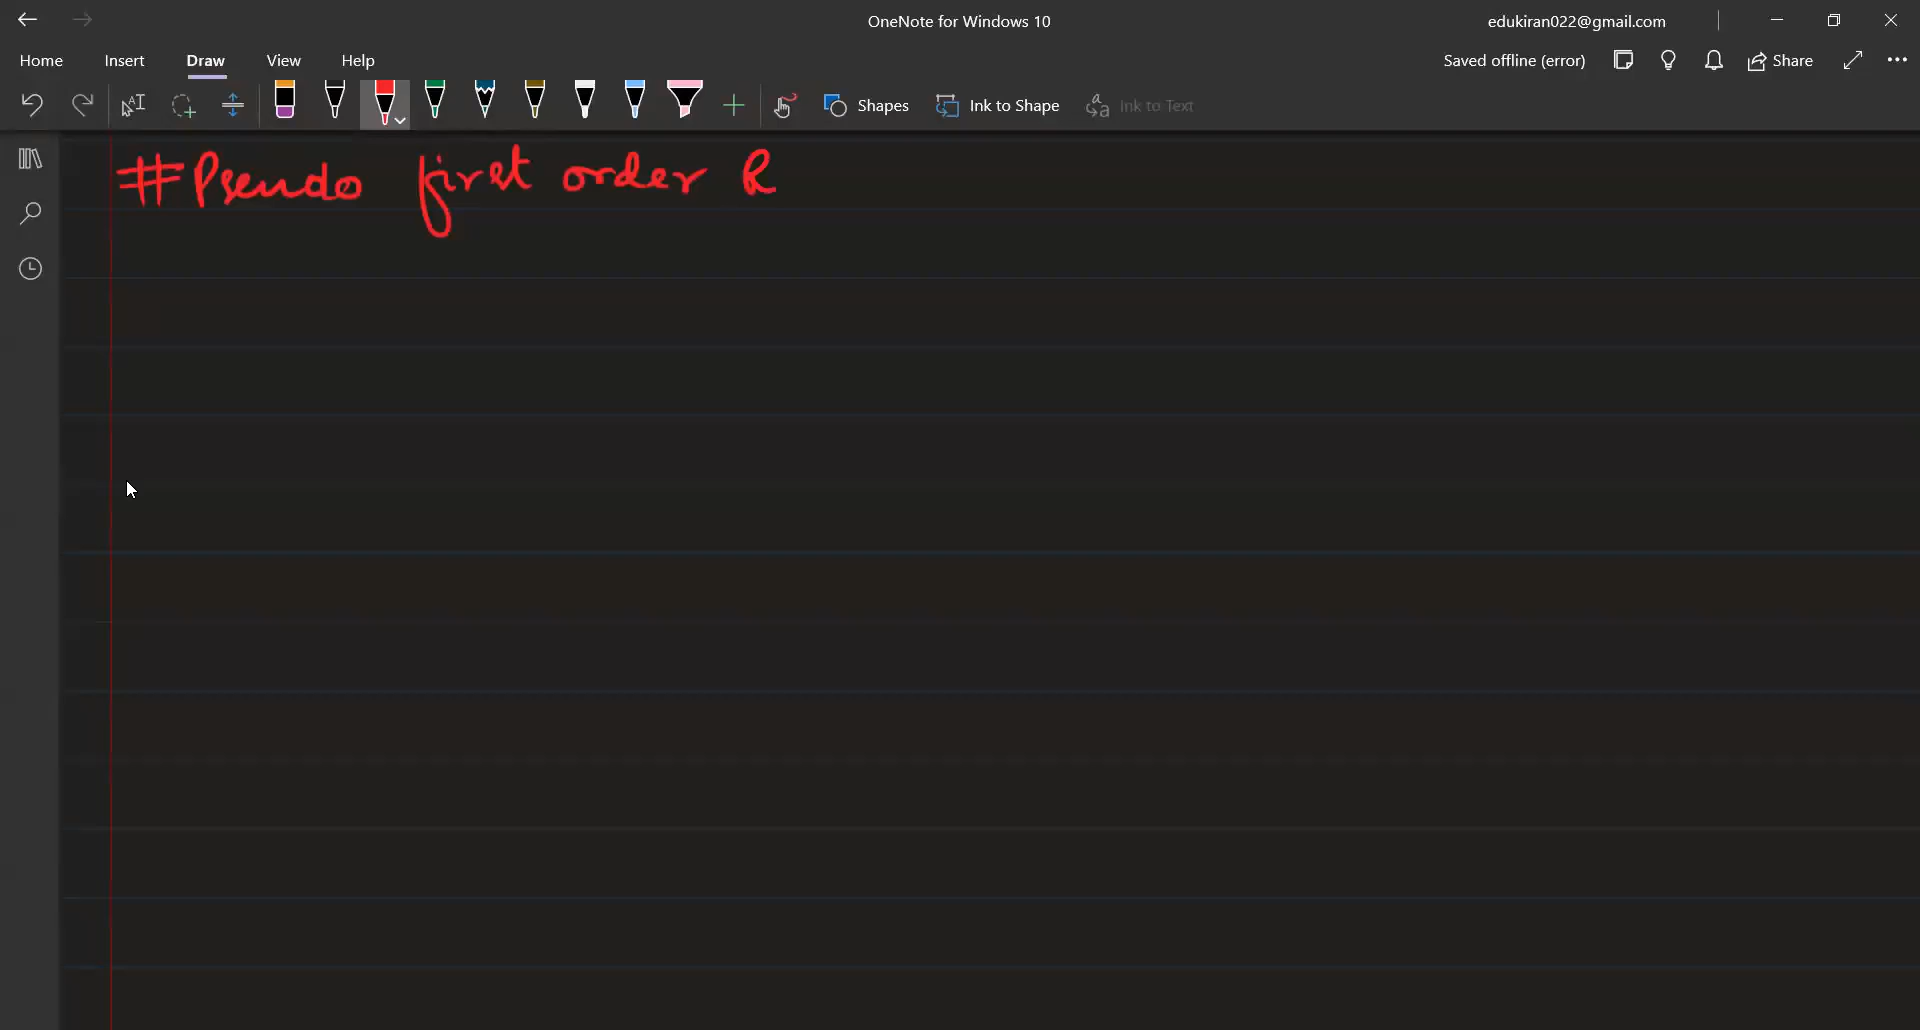 OneNote for Windows 10
edukiran022@gmail.com
Home Insert Draw View Help
Saved offline (error) Share
Shapes Ink to Shape Ink to Text
#Pseudo first order R